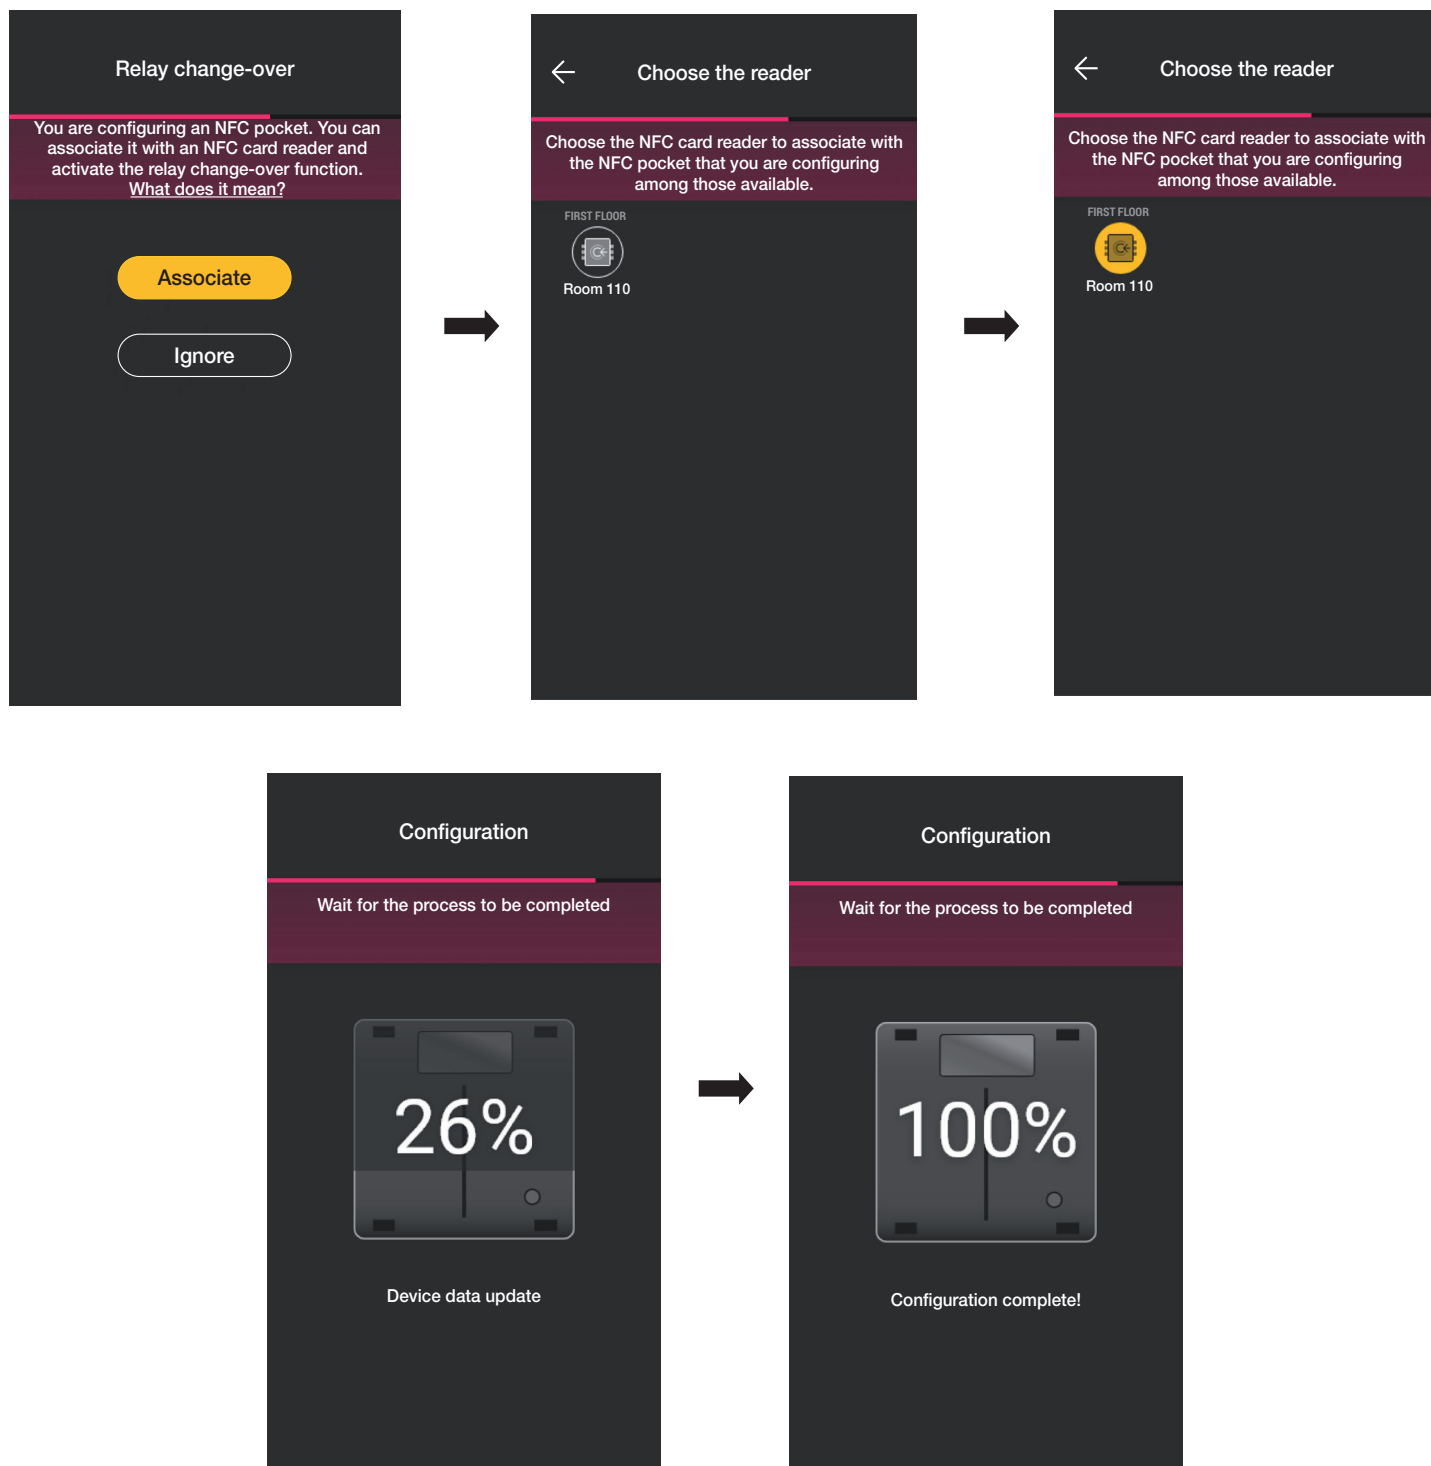 Relay change-over
You are configuring an NFC pocket. You can
associate it with an NFC card reader and
activate the relay change-over function.
What does it mean?
Associate
Ignore
Choose the reader
Choose the NFC card reader to associate with
the NFC pocket that you are configuring
among those available.
FIRST FLOOR
Room 110
Choose the reader
Choose the NFC card reader to associate with
the NFC pocket that you are configuring
among those available.
FIRST FLOOR
Room 110
Configuration
Wait for the process to be completed
26%
Device data update
Configuration
Wait for the process to be completed
100%
Configuration complete!